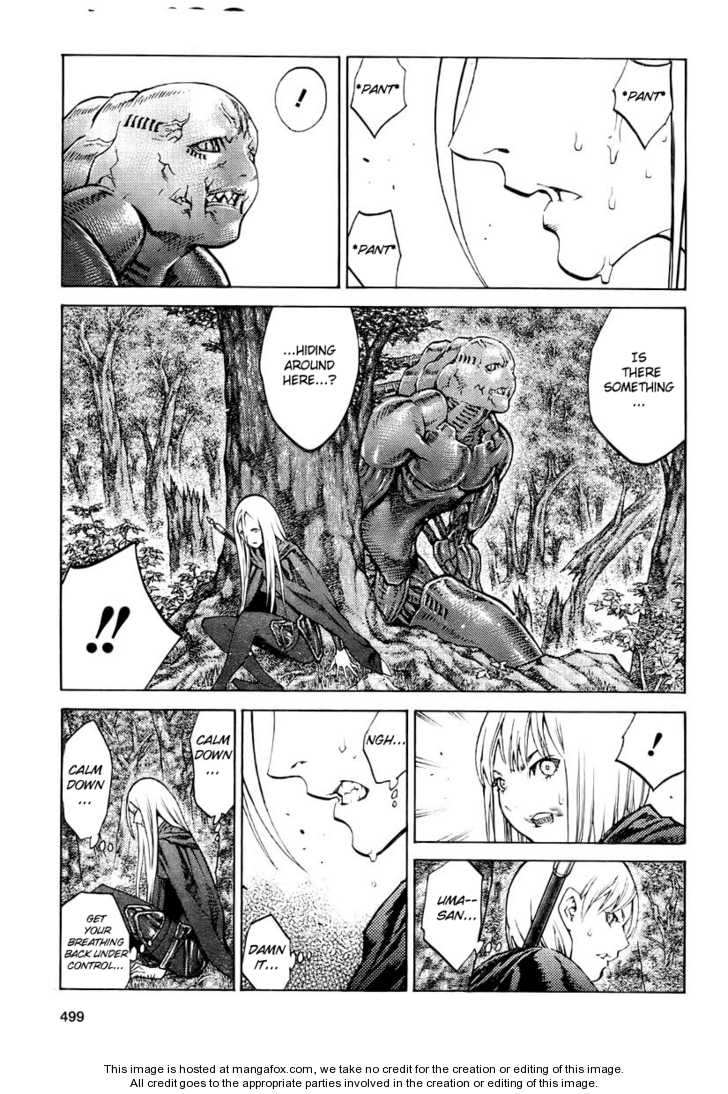 *PANT*
*PANT*
*PANT*
!
IS
THERE
SOMETHING
...
...HIDING
AROUND
HERE...?
!!
!
UMA--
SAN...
NGH...
DAMN
IT...
CALM
DOWN
...
CALM
DOWN
...
GET
YOUR
BREATHING
BACK UNDER
CONTROL...
499
This image is hosted at mangafox.com, we take no credit for the creation or editing of this image.
All credit goes to the appropriate parties involved in the creation or editing of this image.